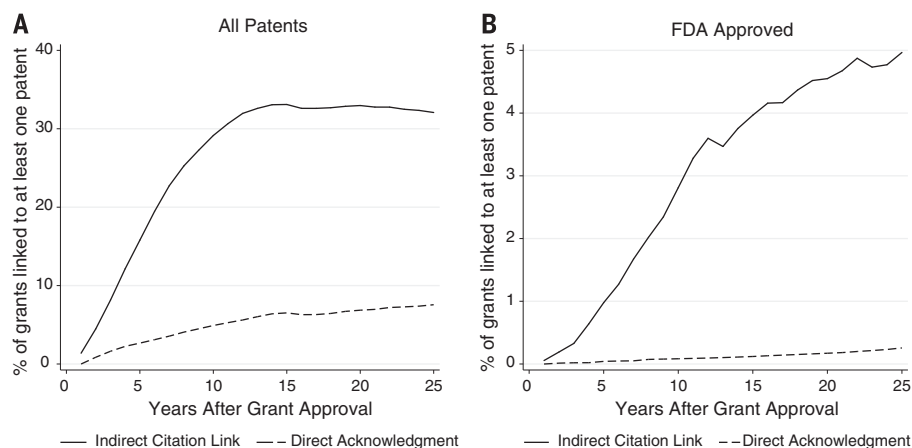 A
All Patents
% of grants linked to at least one patent
40
30
20
10
0
0 5 10 15 20 25
Years After Grant Approval
Indirect Citation Link Direct Acknowledgment
B
FDA Approved
% of grants linked to at least one patent
5
4
3
2
1
0
0 5 10 15 20 25
Years After Grant Approval
Indirect Citation Link Direct Acknowledgment